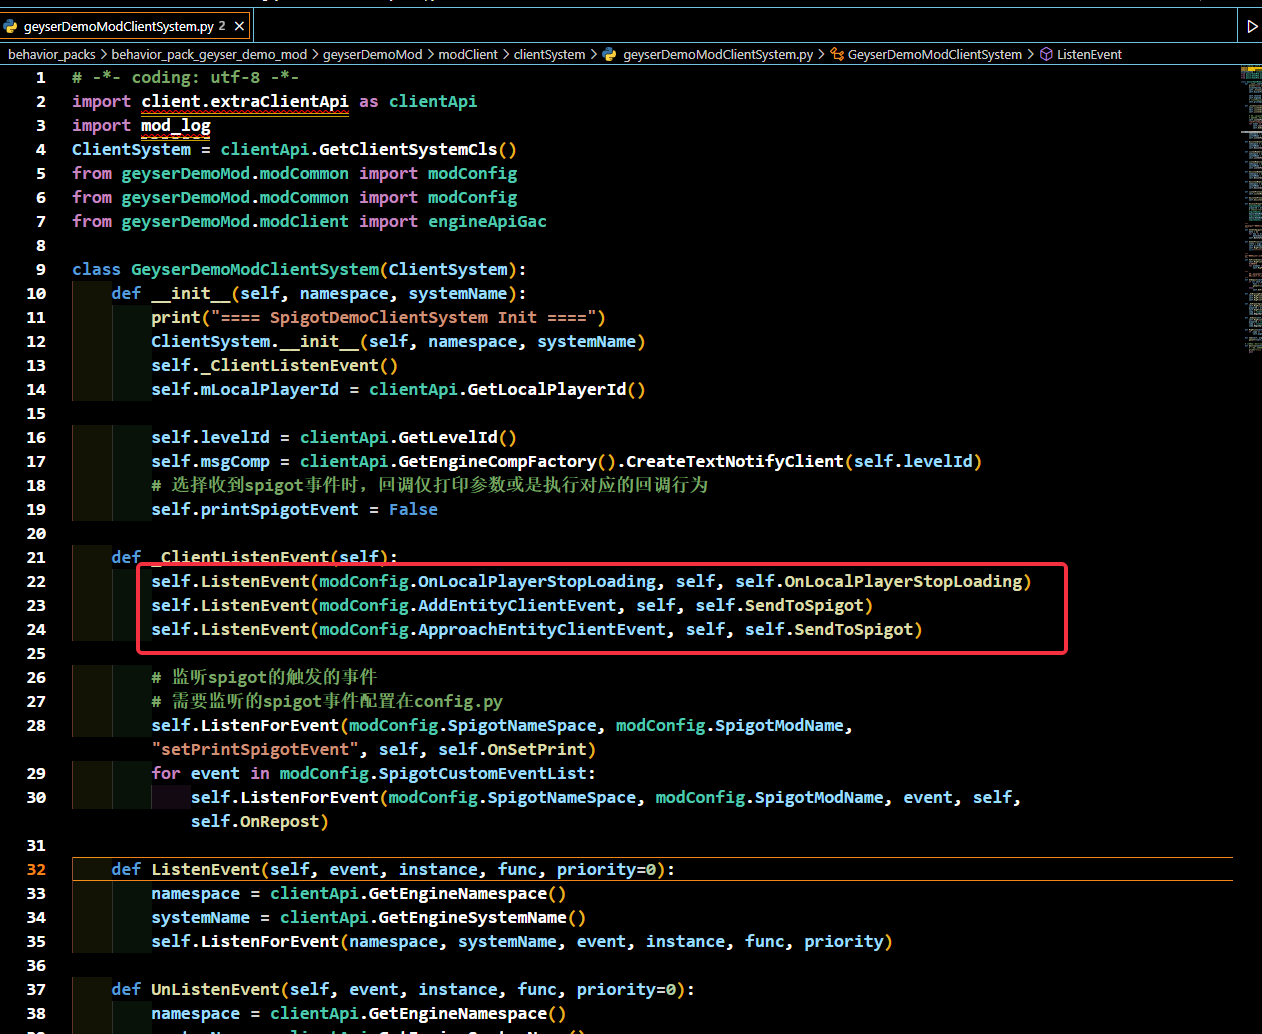 geyserDemoModClientSystem.py 2 ×
behavior_packs > behavior_pack_geyser_demo_mod > geyserDemoMod > modClient > clientSystem > geyserDemoModClientSystem.py > GeyserDemoModClientSystem > ListenEvent
1 # -*- coding: utf-8 -*-
2 import client.extraClientApi as clientApi
3 import mod_log
4 ClientSystem = clientApi.GetClientSystemCls()
5 from geyserDemoMod.modCommon import modConfig
6 from geyserDemoMod.modCommon import modConfig
7 from geyserDemoMod.modClient import engineApiGac
8
9 class GeyserDemoModClientSystem(ClientSystem):
10 def __init__(self, namespace, systemName):
11 print("==== SpigotDemoClientSystem Init ====")
12 ClientSystem.__init__(self, namespace, systemName)
13 self._ClientListenEvent()
14 self.mLocalPlayerId = clientApi.GetLocalPlayerId()
15
16 self.levelId = clientApi.GetLevelId()
17 self.msgComp = clientApi.GetEngineCompFactory().CreateTextNotifyClient(self.levelId)
18 # 选择收到spigot事件时，回调仅打印参数或是执行对应的回调行为
19 self.printSpigotEvent = False
20
21 def _ClientListenEvent(self):
22 self.ListenEvent(modConfig.OnLocalPlayerStopLoading, self, self.OnLocalPlayerStopLoading)
23 self.ListenEvent(modConfig.AddEntityClientEvent, self, self.SendToSpigot)
24 self.ListenEvent(modConfig.ApproachEntityClientEvent, self, self.SendToSpigot)
25
26 # 监听spigot的触发的事件
27 # 需要监听的spigot事件配置在config.py
28 self.ListenForEvent(modConfig.SpigotNameSpace, modConfig.SpigotModName,
"setPrintSpigotEvent", self, self.OnSetPrint)
29 for event in modConfig.SpigotCustomEventList:
30 self.ListenForEvent(modConfig.SpigotNameSpace, modConfig.SpigotModName, event, self,
self.OnRepost)
31
32 def ListenEvent(self, event, instance, func, priority=0):
33 namespace = clientApi.GetEngineNamespace()
34 systemName = clientApi.GetEngineSystemName()
35 self.ListenForEvent(namespace, systemName, event, instance, func, priority)
36
37 def UnListenEvent(self, event, instance, func, priority=0):
38 namespace = clientApi.GetEngineNamespace()